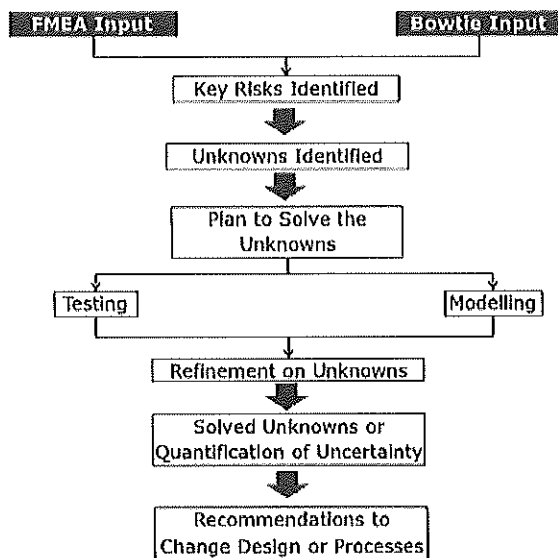 FMEA Input
Bowtie Input
Key Risks Identified
Unknowns Identified
Plan to Solve the
Unknowns
Testing
Modelling
Refinement on Unknowns
Solved Unknowns or
Quantification of Uncertainty
Recommendations to
Change Design or Processes